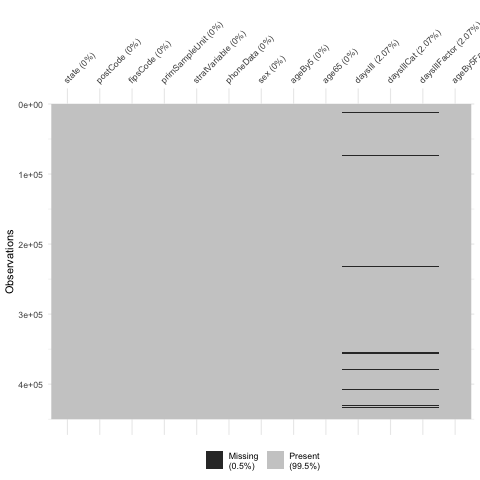 state (0%)
postCode (0%)
fipsCode (0%)
primSampleUnit (0%)
stratVariable (0%)
phoneData (0%)
sex (0%)
ageBy5 (0%)
age65 (0%)
daysIll (2.07%)
daysIllCat (2.07%)
daysIllFactor (2.07%)
0e+00
1e+05
2e+05
3e+05
4e+05
Observations
Missing
(0.5%)
Present
(99.5%)